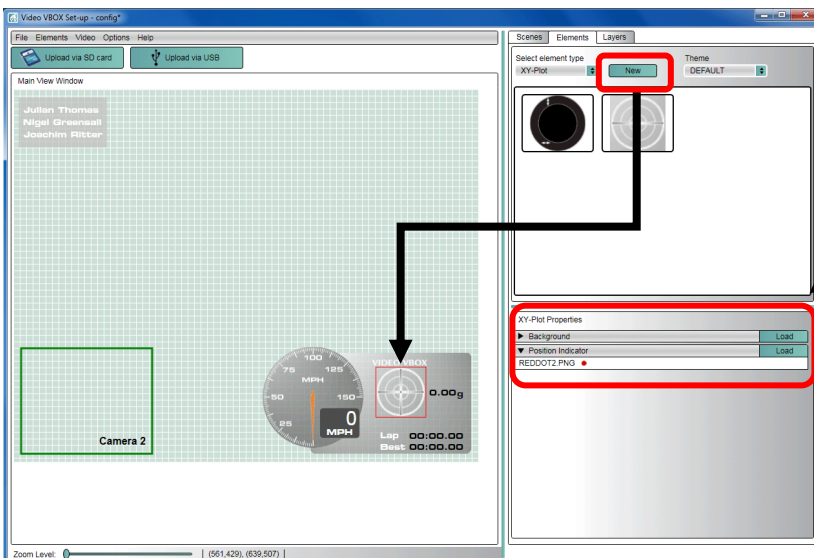 Video VBOX Set-up - config*
File Elements Video Options Help
Upload via SD card
Upload via USB
Main View Window
Julian Thomas
Nigel Greensall
Joachim Ritter
Camera 2
25
50
75
100
125
150
MPH
0
MPH
VIDEO VBOX
0.00g
Lap 00:00.00
Best 00:00.00
Zoom Level: | (561,429), (639,507) |
Scenes Elements Layers
Select element type
XY-Plot
New
Theme
DEFAULT
XY-Plot Properties
Background Load
Position Indicator Load
REDDOT2.PNG